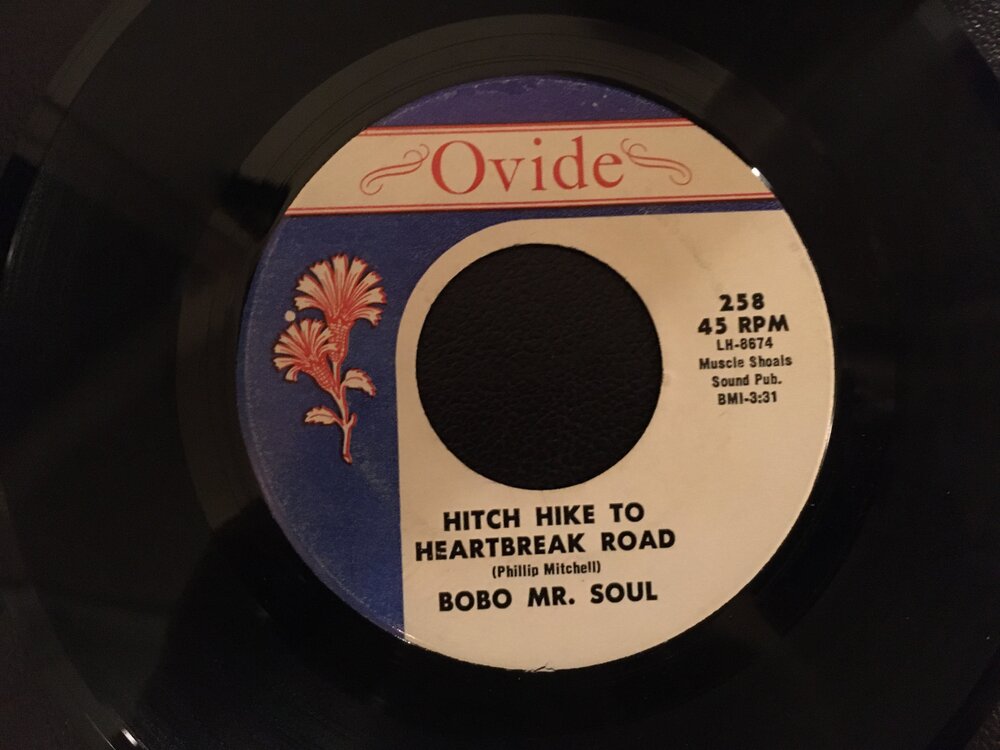 Ovide
258
45 RPM
LH-8674
Muscle Shoals
Sound Pub.
BMI-3:31
HITCH HIKE TO
HEARTBREAK ROAD
(Phillip Mitchell)
BOBO MR. SOUL